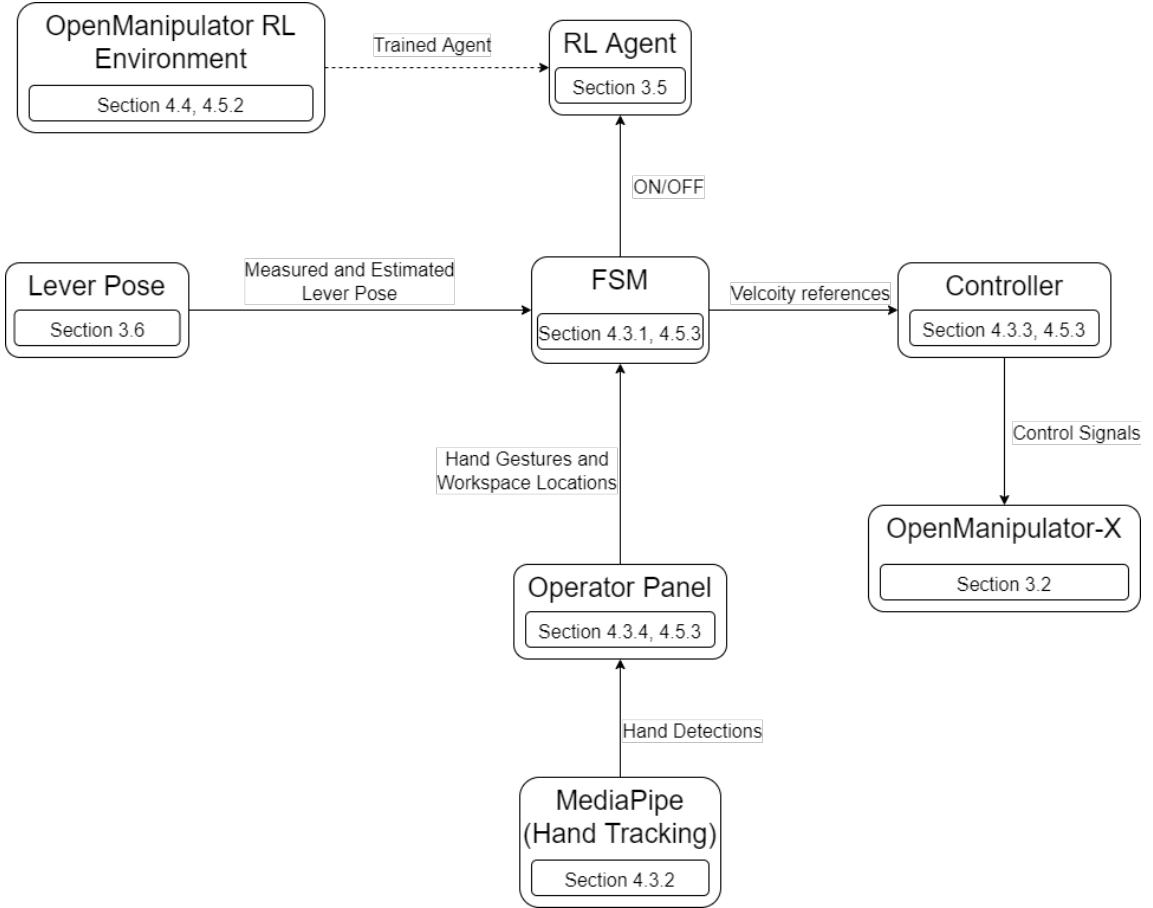 OpenManipulator RL
Environment
Section 4.4, 4.5.2
Trained Agent
RL Agent
Section 3.5
ON/OFF
Lever Pose
Section 3.6
Measured and Estimated
Lever Pose
FSM
Section 4.3.1, 4.5.3
Velcoity references
Controller
Section 4.3.3, 4.5.3
Control Signals
Hand Gestures and
Workspace Locations
OpenManipulator-X
Section 3.2
Operator Panel
Section 4.3.4, 4.5.3
Hand Detections
MediaPipe
(Hand Tracking)
Section 4.3.2